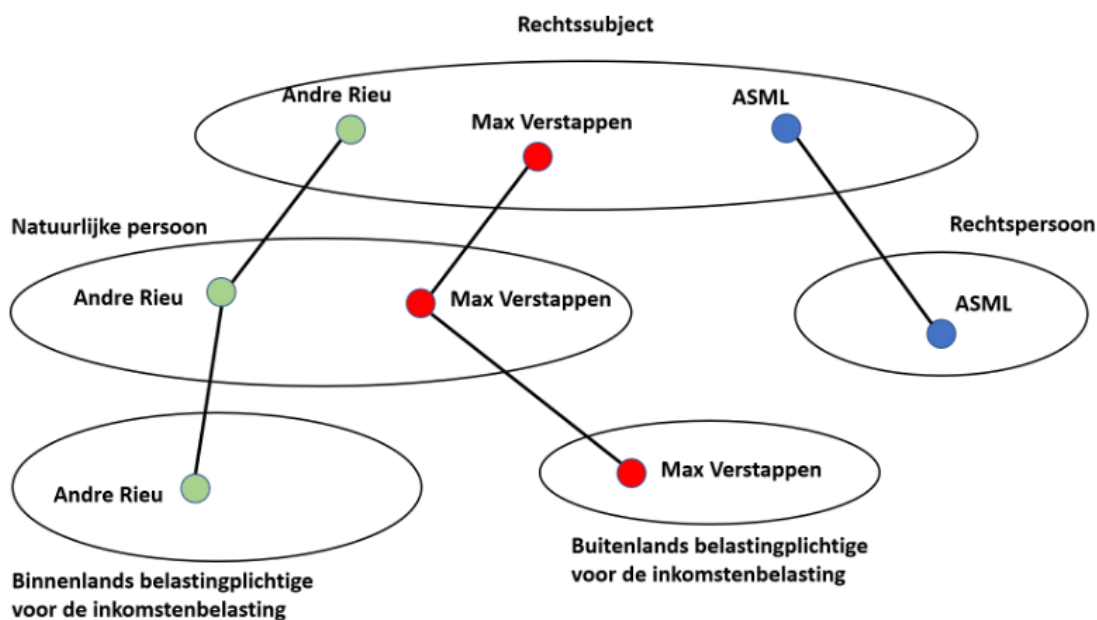 Rechtssubject
Andre Rieu
Max Verstappen
ASML
Natuurlijke persoon
Rechtspersoon
Andre Rieu
Max Verstappen
ASML
Andre Rieu
Max Verstappen
Buitenlands belastingplichtige
voor de inkomstenbelasting
Binnenlands belastingplichtige
voor de inkomstenbelasting